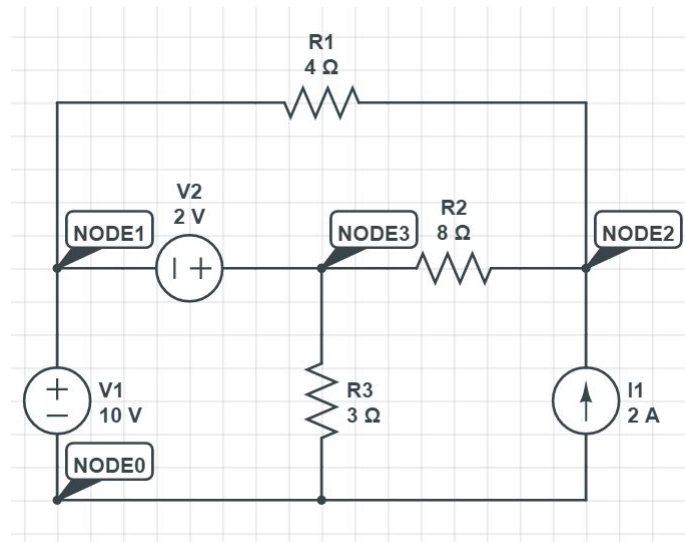 R1
4 Ω
V2
2 V
R2
8 Ω
NODE1
NODE3
NODE2
V1
10 V
R3
3 Ω
I1
2 A
NODE0